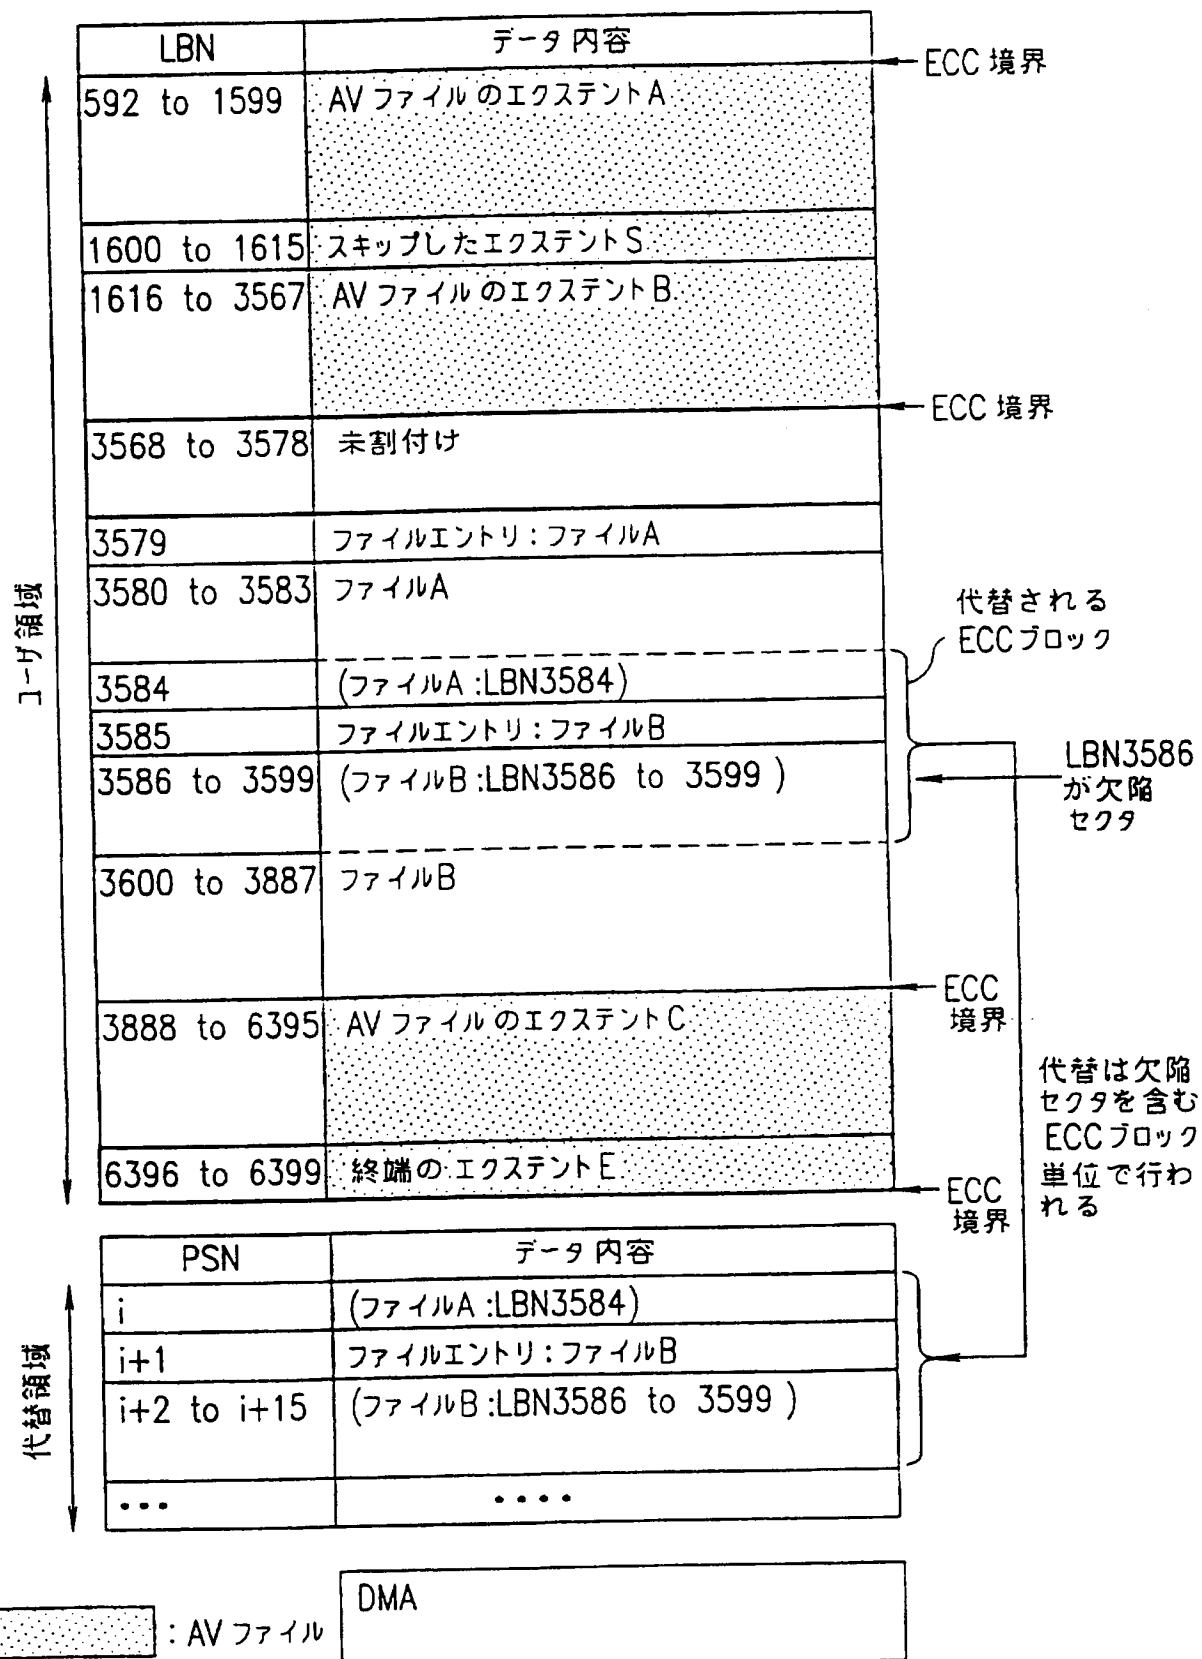 LBN データ内容
ECC 境界
592 to 1599 AVファイルのエクステントA
1600 to 1615 スキップしたエクステントS
1616 to 3567 AVファイルのエクステントB
ECC 境界
3568 to 3578 未割付け
3579 ファイルエントリ:ファイルA
3580 to 3583 ファイルA
代替される
ECCブロック
3584 (ファイルA:LBN3584)
3585 ファイルエントリ:ファイルB
3586 to 3599 (ファイルB:LBN3586 to 3599 )
LBN3586
が欠陥
セクタ
3600 to 3887 ファイルB
ECC
境界
3888 to 6395 AVファイルのエクステントC
代替は欠陥
セクタを含む
ECCブロック
単位で行わ
れる
6396 to 6399 終端のエクステントE
ECC
境界
ユーザ領域
PSN データ内容
i (ファイルA:LBN3584)
i+1 ファイルエントリ:ファイルB
i+2 to i+15 (ファイルB:LBN3586 to 3599 )
••• ••••
代替領域
:AVファイル
DMA